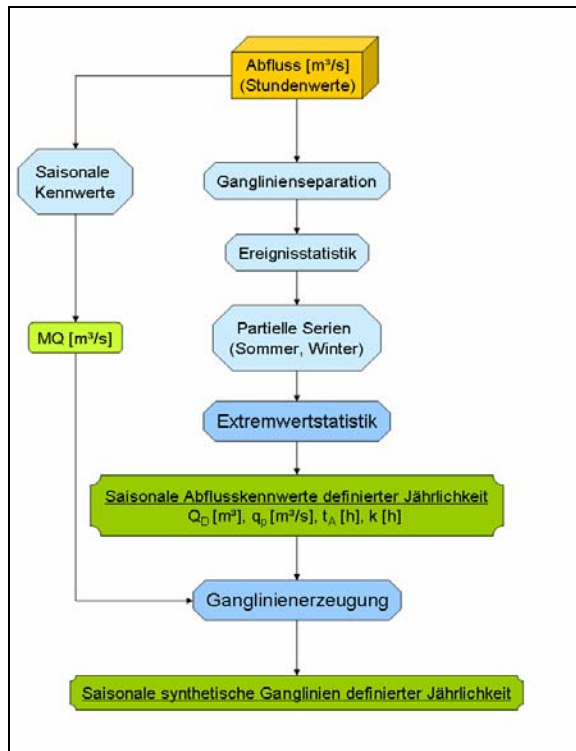 Abfluss [m³/s]
(Stundenwerte)
Saisonale
Kennwerte
Ganglinienseparation
Ereignisstatistik
Partielle Serien
(Sommer, Winter)
MQ [m³/s]
Extremwertstatistik
Saisonale Abflusskennwerte definierter Jährlichkeit
Q_D [m³], q_p [m³/s], t_A [h], k [h]
Ganglinienerzeugung
Saisonale synthetische Ganglinien definierter Jährlichkeit